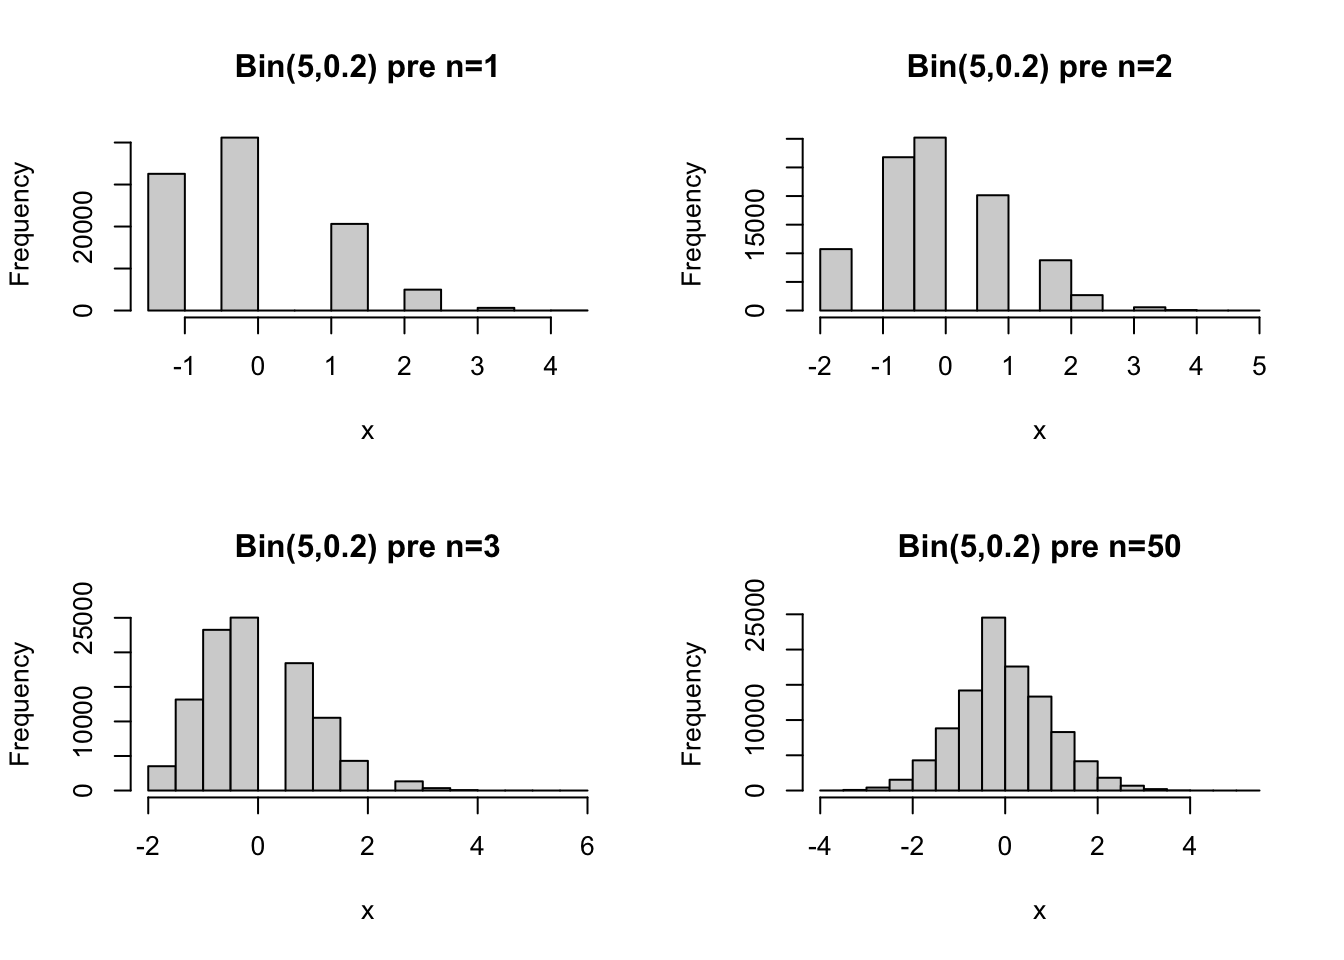 Bin(5,0.2) pre n=1
Frequency
20000
0
-1 0 1 2 3 4
x
Bin(5,0.2) pre n=2
Frequency
15000
0
-2 -1 0 1 2 3 4 5
x
Bin(5,0.2) pre n=3
Frequency
25000
10000
0
-2 0 2 4 6
x
Bin(5,0.2) pre n=50
Frequency
25000
10000
0
-4 -2 0 2 4
x